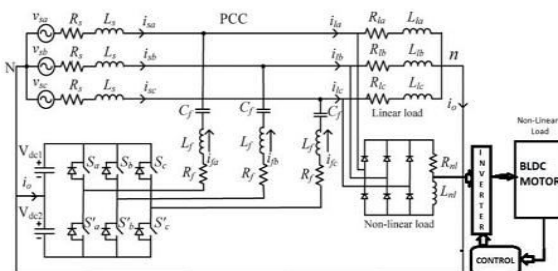 v_sa R_s L_s i_sa PCC i_la R_la L_la
v_sb R_s L_s i_sb i_lb R_lb L_lb n
N
v_sc R_s L_s i_sc i_lc R_lc L_lc
Linear load
i_o
C_f C_f C_f
L_f L_f L_f
i_fa i_fb i_fc
R_f R_f R_f
V_dc1 S_a S_b S_c
i_o
V_dc2 S'_a S'_b S'_c
R_nl
L_nl
Non-linear load
INVERTER
Non-Linear
Load
BLDC
MOTOR
CONTROL